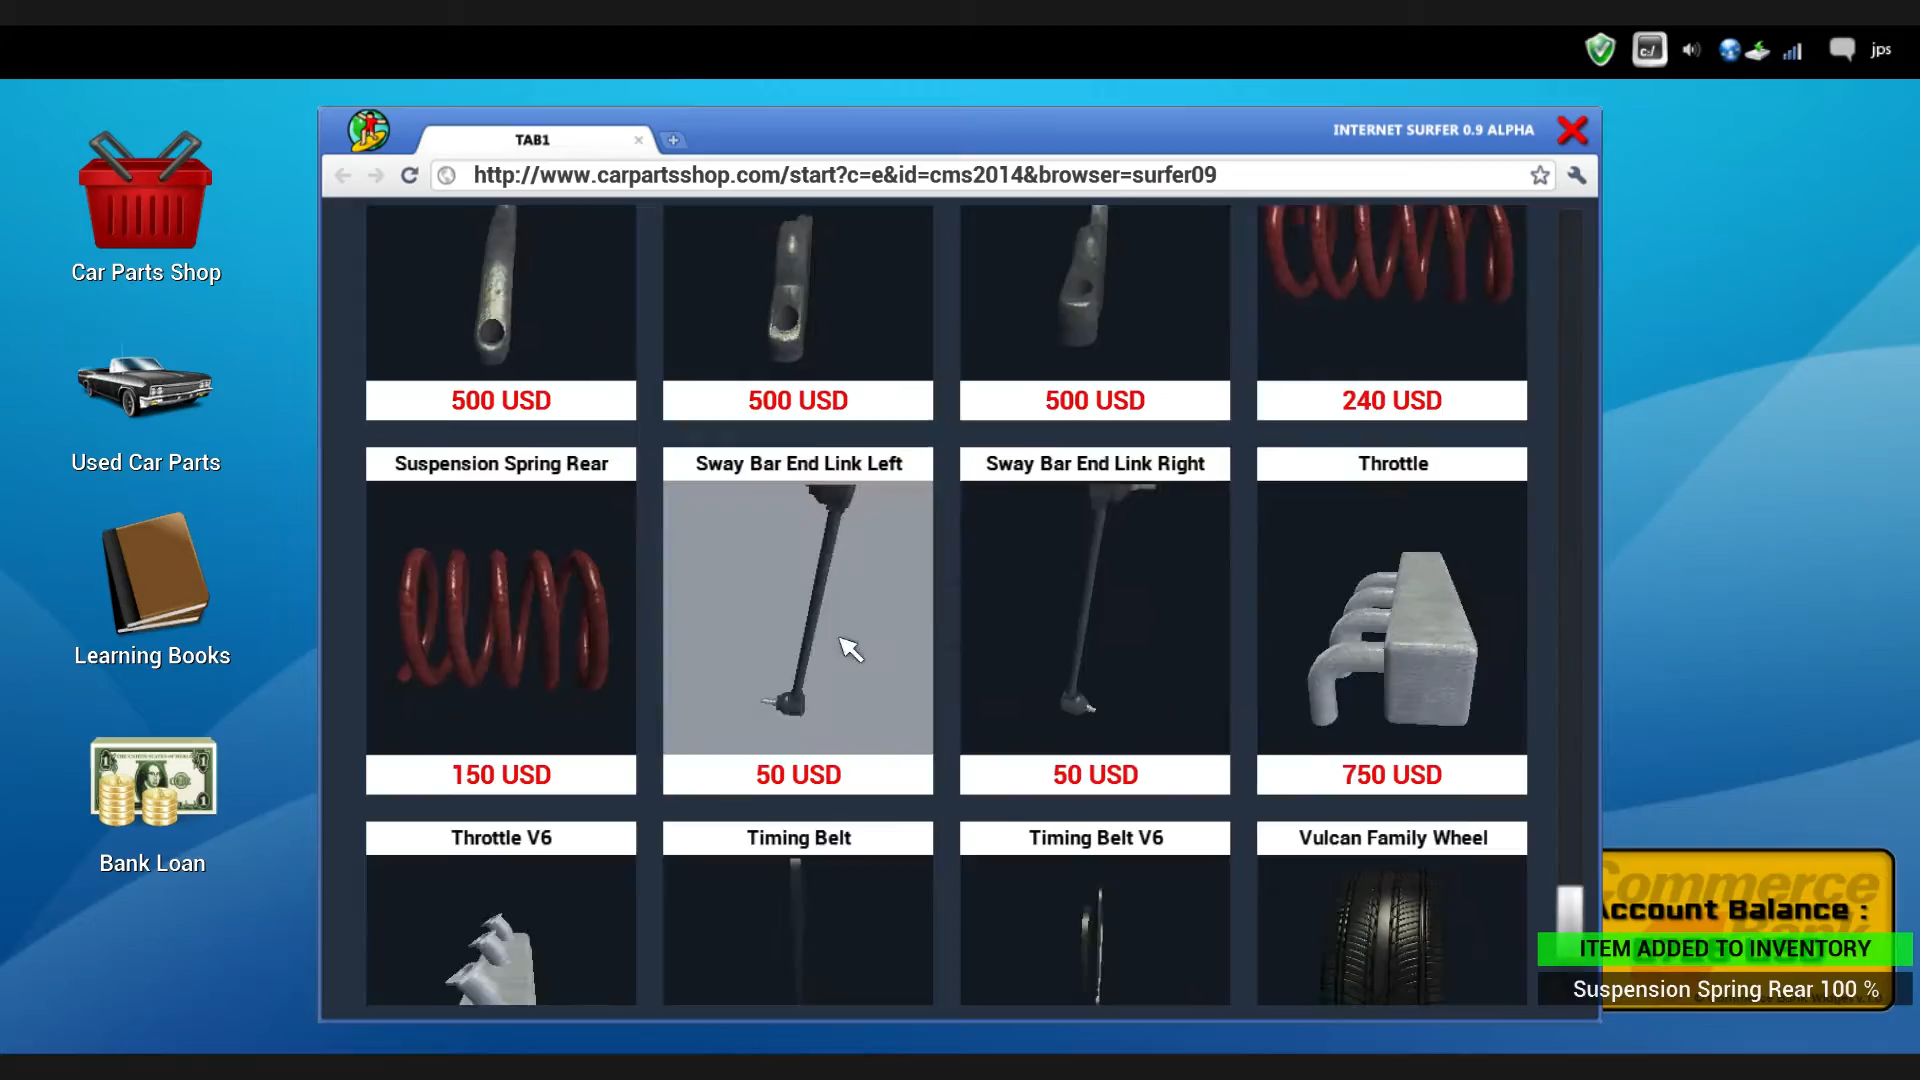 jps
TAB1
INTERNET SURFER 0.9 ALPHA
http://www.carpartsshop.com/start?c=e&id=cms2014&browser=surfer09
Car Parts Shop
Used Car Parts
Learning Books
Bank Loan
500 USD
500 USD
500 USD
240 USD
Suspension Spring Rear
Sway Bar End Link Left
Sway Bar End Link Right
Throttle
150 USD
50 USD
50 USD
750 USD
Throttle V6
Timing Belt
Timing Belt V6
Vulcan Family Wheel
Commerce
Account Balance :
ITEM ADDED TO INVENTORY
Suspension Spring Rear 100 %